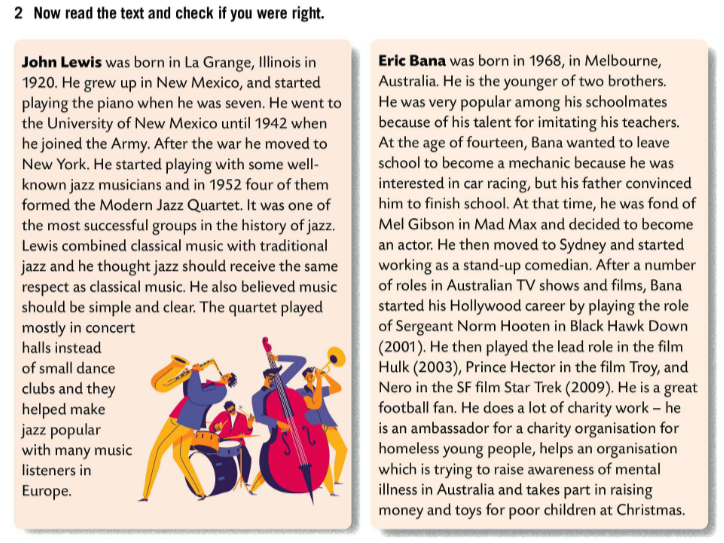 2 Now read the text and check if you were right.
John Lewis was born in La Grange, Illinois in
1920. He grew up in New Mexico, and started
playing the piano when he was seven. He went to
the University of New Mexico until 1942 when
he joined the Army. After the war he moved to
New York. He started playing with some well-
known jazz musicians and in 1952 four of them
formed the Modern Jazz Quartet. It was one of
the most successful groups in the history of jazz.
Lewis combined classical music with traditional
jazz and he thought jazz should receive the same
respect as classical music. He also believed music
should be simple and clear. The quartet played
mostly in concert
halls instead
of small dance
clubs and they
helped make
jazz popular
with many music
listeners in
Europe.
Eric Bana was born in 1968, in Melbourne,
Australia. He is the younger of two brothers.
He was very popular among his schoolmates
because of his talent for imitating his teachers.
At the age of fourteen, Bana wanted to leave
school to become a mechanic because he was
interested in car racing, but his father convinced
him to finish school. At that time, he was fond of
Mel Gibson in Mad Max and decided to become
an actor. He then moved to Sydney and started
working as a stand-up comedian. After a number
of roles in Australian TV shows and films, Bana
started his Hollywood career by playing the role
of Sergeant Norm Hooten in Black Hawk Down
(2001). He then played the lead role in the film
Hulk (2003), Prince Hector in the film Troy, and
Nero in the SF film Star Trek (2009). He is a great
football fan. He does a lot of charity work – he
is an ambassador for a charity organisation for
homeless young people, helps an organisation
which is trying to raise awareness of mental
illness in Australia and takes part in raising
money and toys for poor children at Christmas.